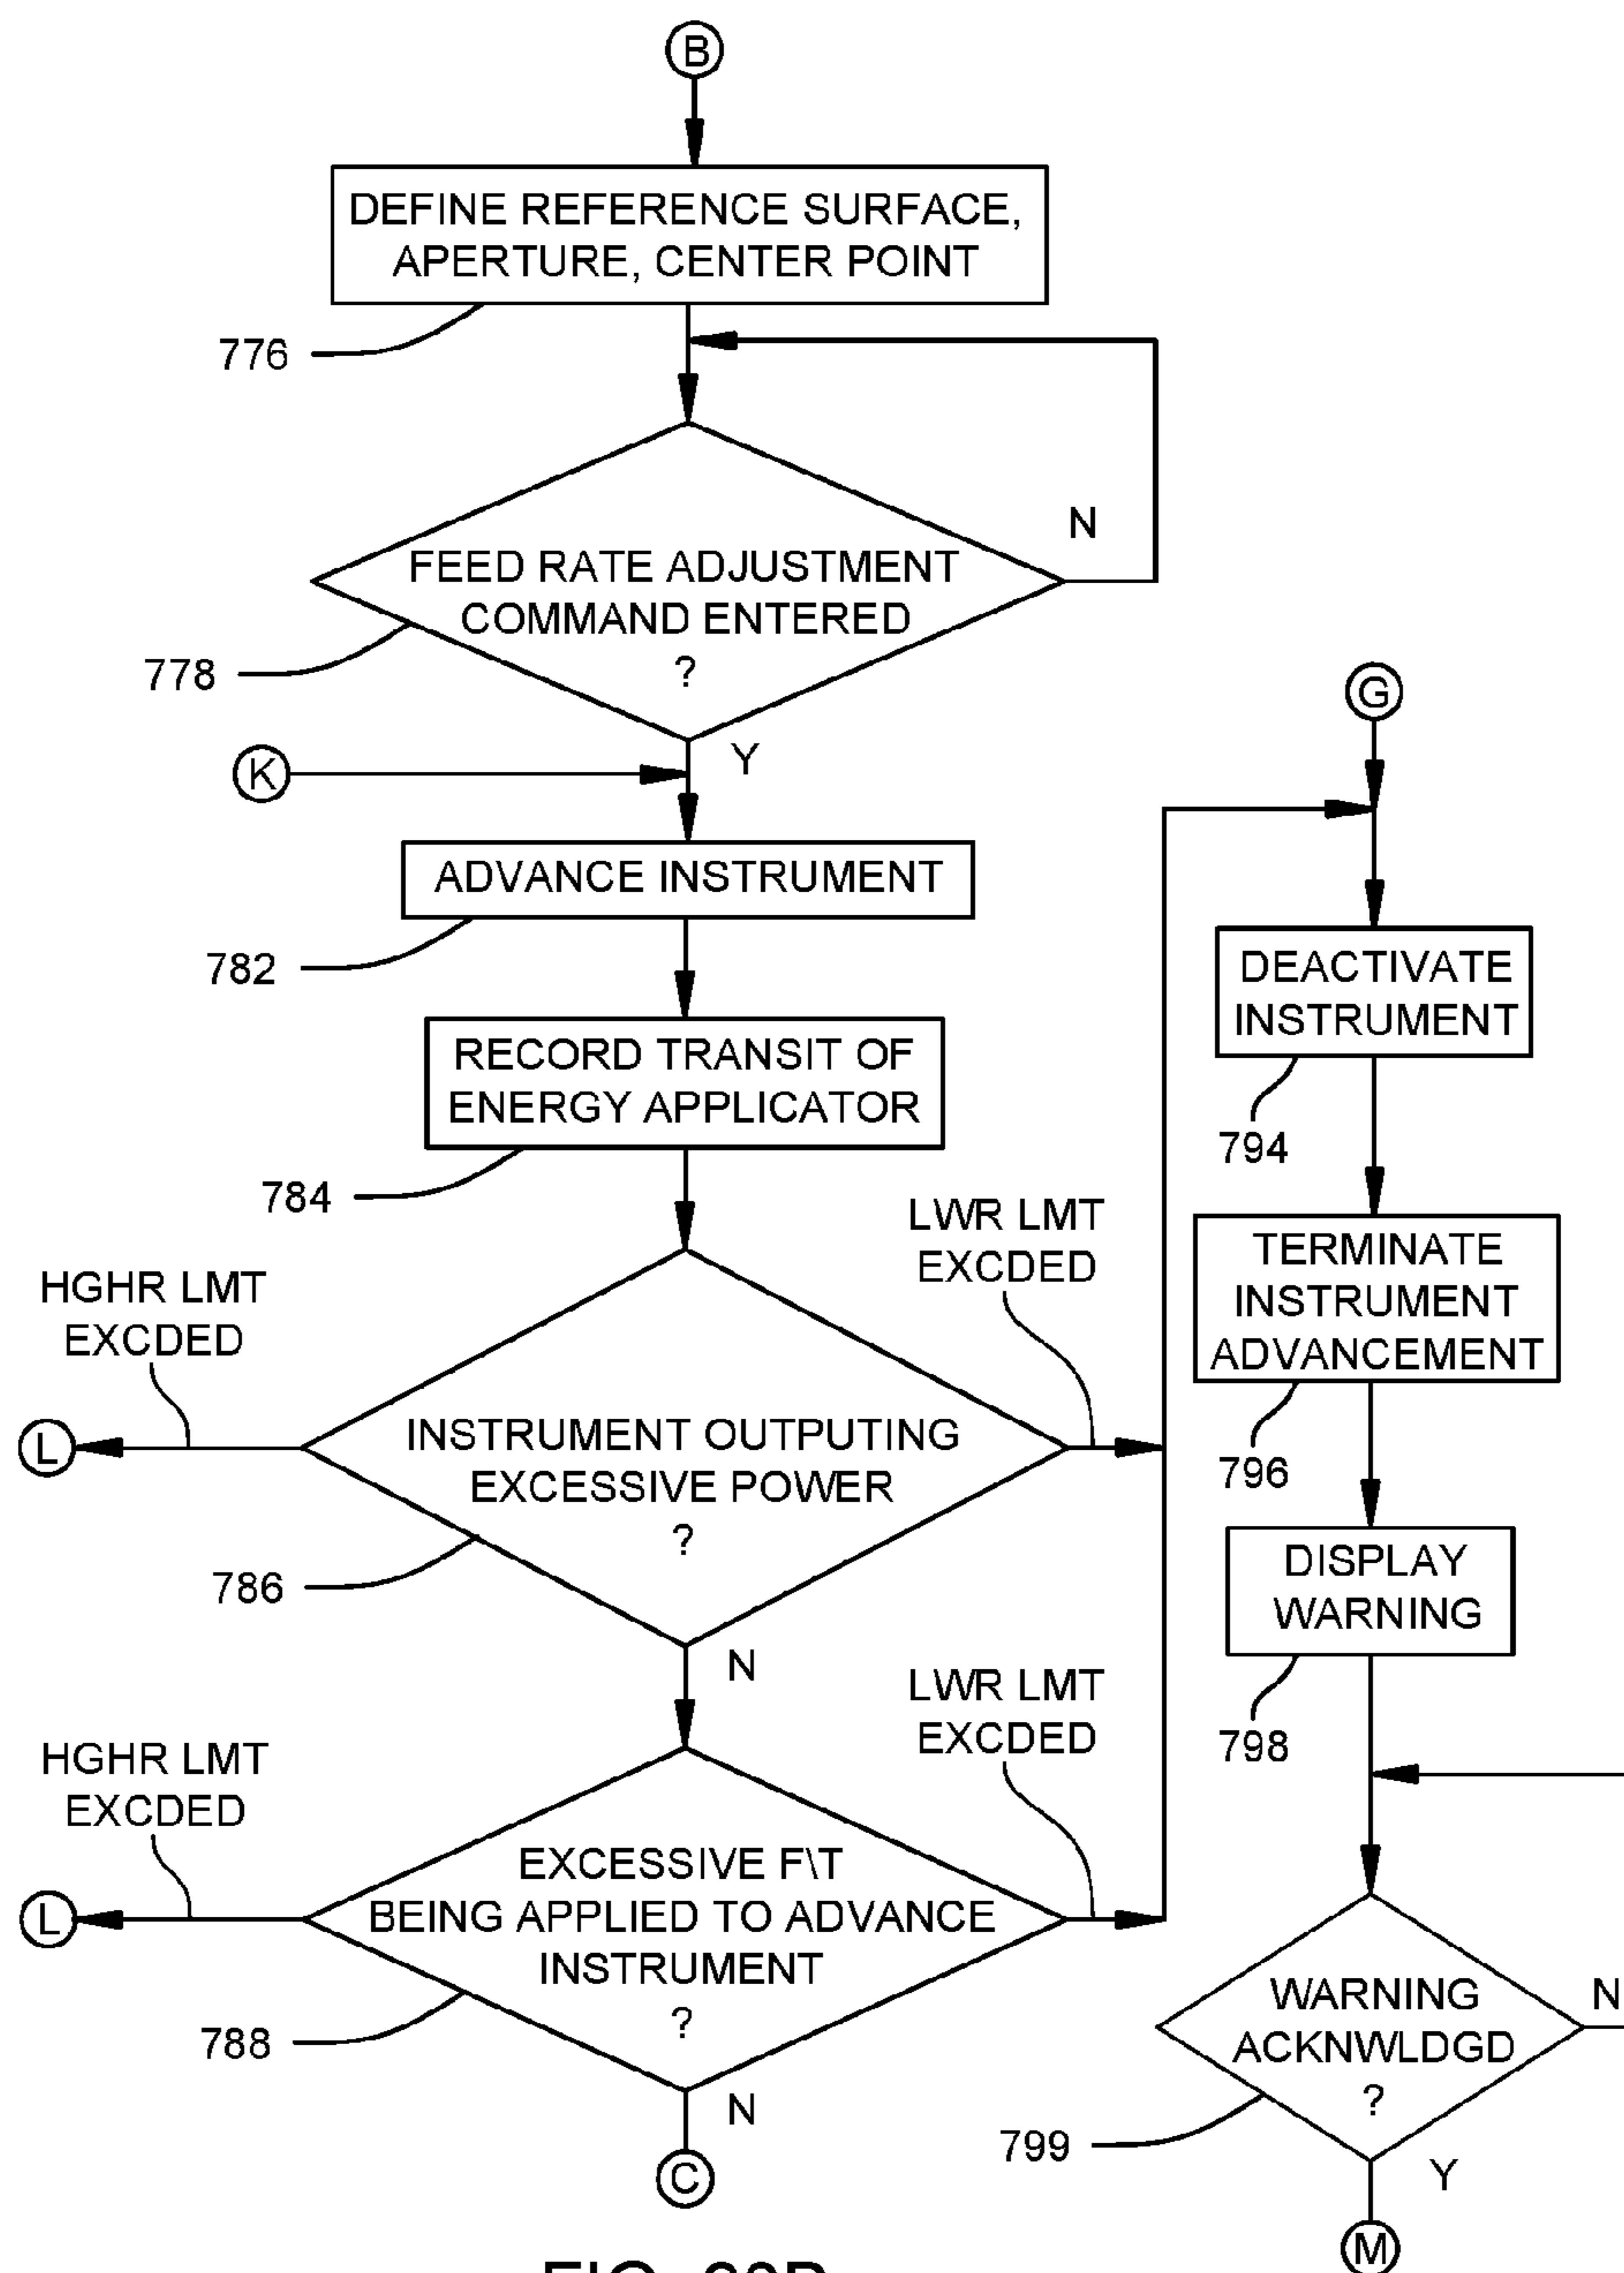 B
DEFINE REFERENCE SURFACE,
APERTURE, CENTER POINT
776
N
FEED RATE ADJUSTMENT
COMMAND ENTERED
?
778
Y
K
ADVANCE INSTRUMENT
782
RECORD TRANSIT OF
ENERGY APPLICATOR
784
LWR LMT
EXCDED
HGHR LMT
EXCDED
L
INSTRUMENT OUTPUTING
EXCESSIVE POWER
?
786
N
LWR LMT
EXCDED
HGHR LMT
EXCDED
L
EXCESSIVE F\T
BEING APPLIED TO ADVANCE
INSTRUMENT
?
788
N
C
G
DEACTIVATE
INSTRUMENT
794
TERMINATE
INSTRUMENT
ADVANCEMENT
796
DISPLAY
WARNING
798
WARNING
ACKNWLDGD
?
N
799
Y
M